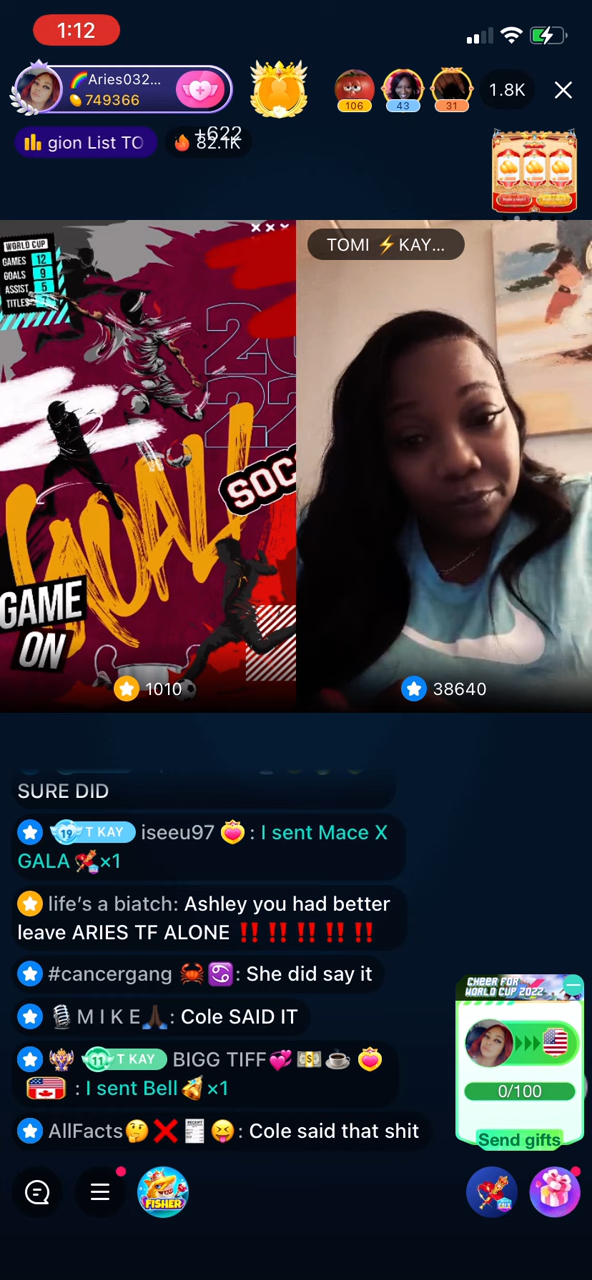 1:12
🌈Aries032...
749366
106
43
31
1.8K
gion List TO
+622
82.1K
WORLD CUP
GAMES 12
GOALS 9
ASSIST 5
TITLES
TOMI ⚡KAY...
2022
SOC
GOAL!
GAME
ON
1010
38640
SURE DID
19 T KAY iseeu97 : I sent Mace X
GALA ×1
life's a biatch: Ashley you had better
leave ARIES TF ALONE ‼️ ‼️ ‼️ ‼️ ‼️
#cancergang 🦀♋: She did say it
🎙️M I K E🙏🏿: Cole SAID IT
11 T KAY BIGG TIFF💞 💵 ☕
: I sent Bell ×1
AllFacts🤔❌🧾😝: Cole said that shit
CHEER FOR
WORLD CUP 2022
0/100
Send gifts
FISHER
GALA